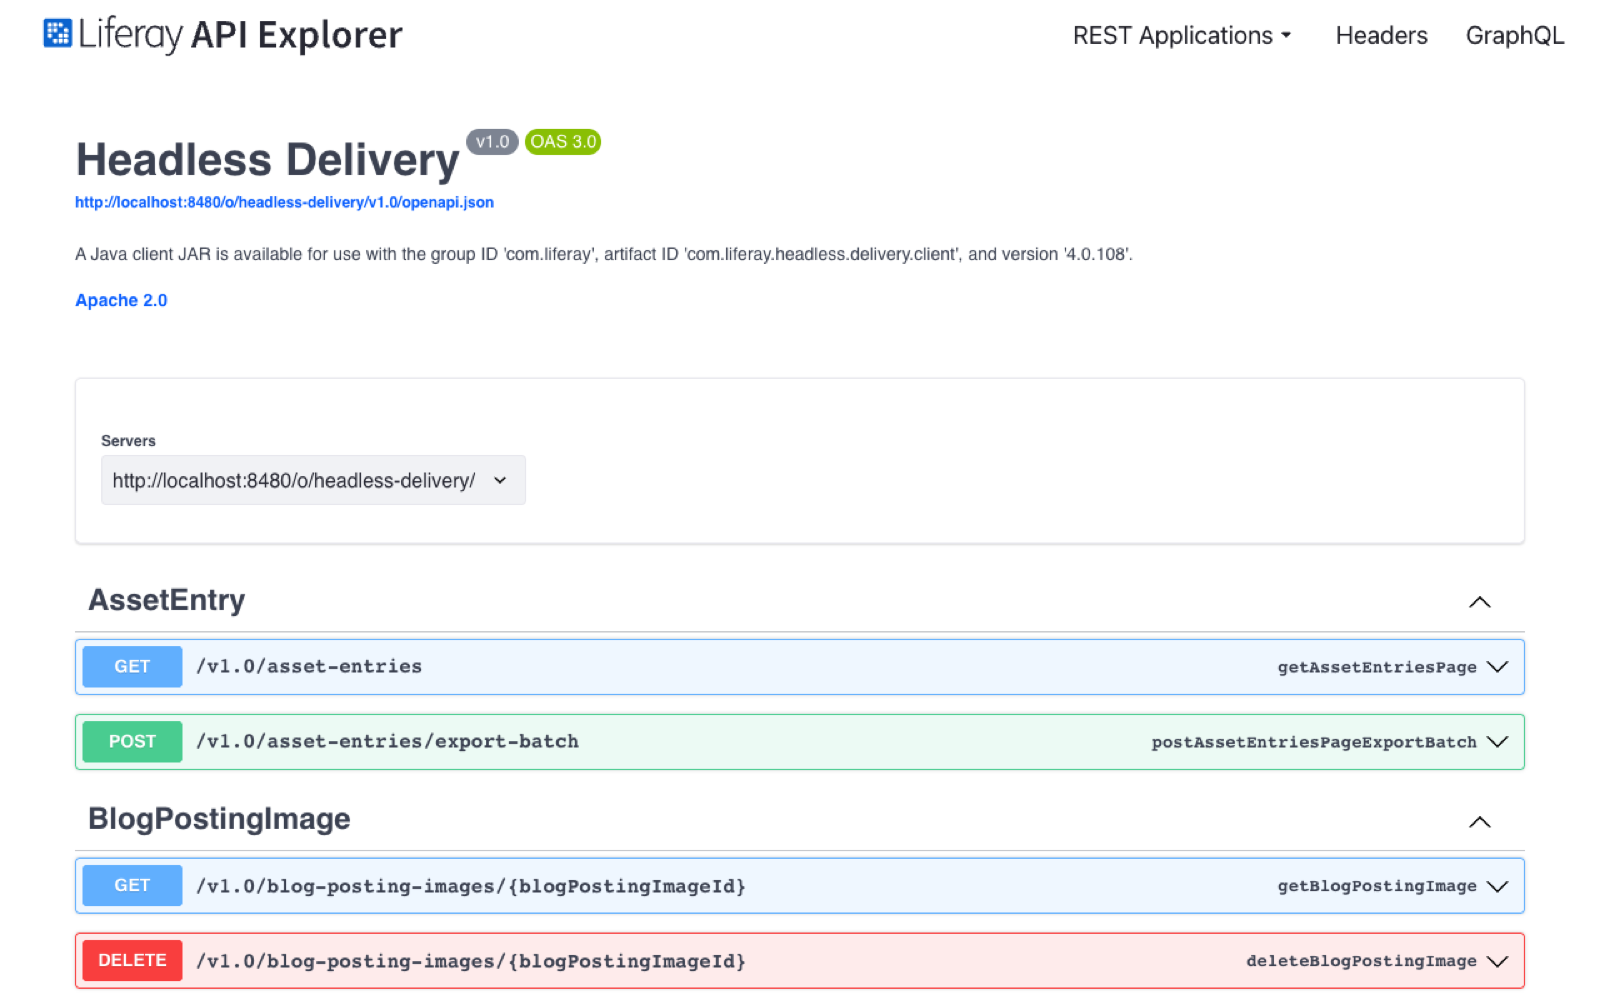 Liferay API Explorer
REST Applications
Headers
GraphQL
Headless Delivery
v1.0
OAS 3.0
http://localhost:8480/o/headless-delivery/v1.0/openapi.json
A Java client JAR is available for use with the group ID 'com.liferay', artifact ID 'com.liferay.headless.delivery.client', and version '4.0.108'.
Apache 2.0
Servers
http://localhost:8480/o/headless-delivery/
AssetEntry
GET /v1.0/asset-entries getAssetEntriesPage
POST /v1.0/asset-entries/export-batch postAssetEntriesPageExportBatch
BlogPostingImage
GET /v1.0/blog-posting-images/{blogPostingImageId} getBlogPostingImage
DELETE /v1.0/blog-posting-images/{blogPostingImageId} deleteBlogPostingImage